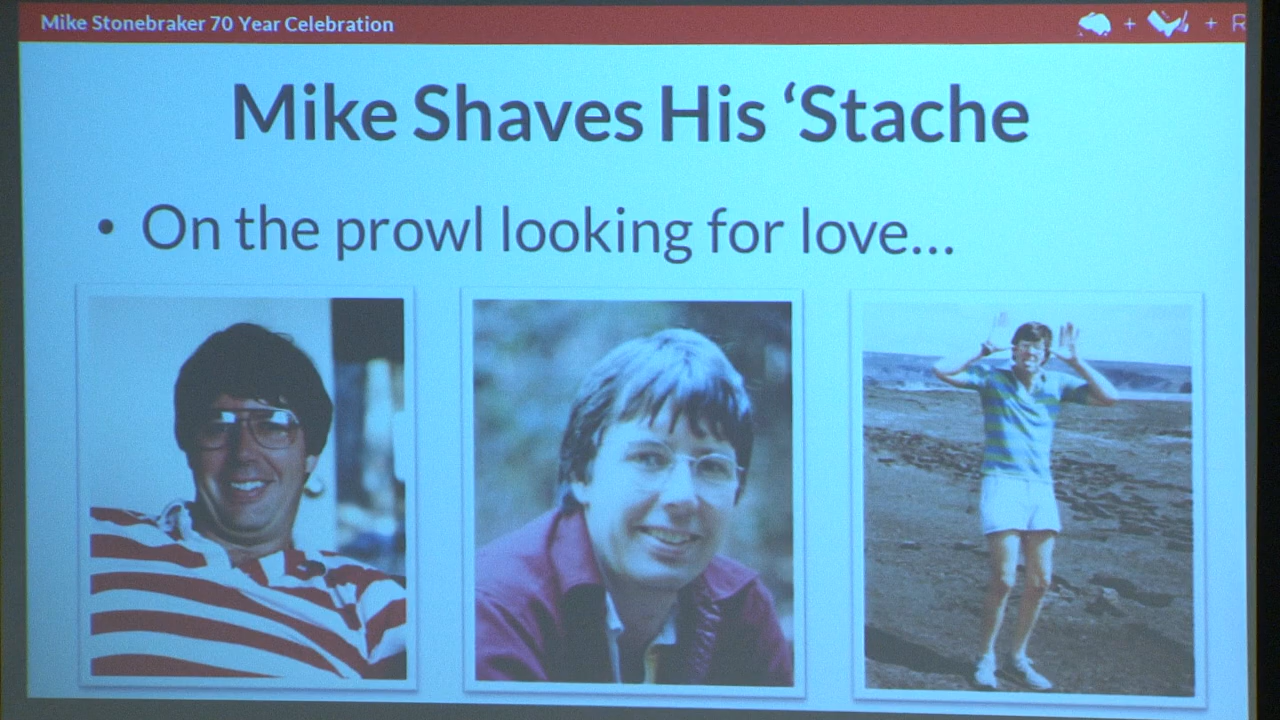 Mike Stonebraker 70 Year Celebration
+ + R
Mike Shaves His ‘Stache
• On the prowl looking for love...